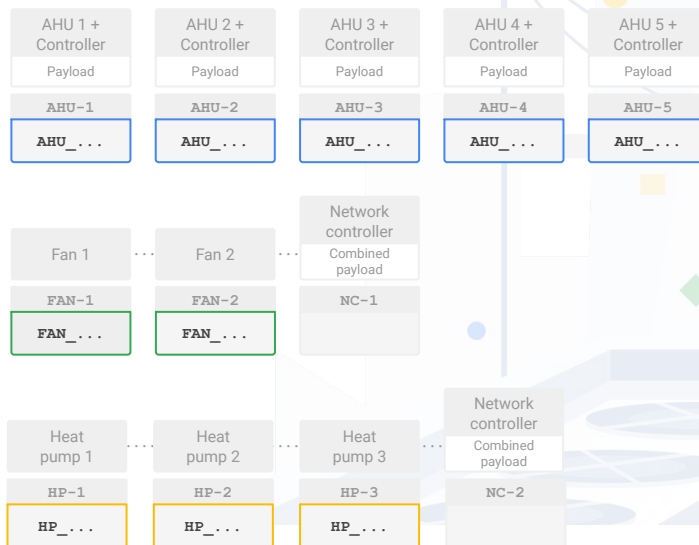 AHU 1 + AHU 2 + AHU 3 + AHU 4 + AHU 5 +
Controller Controller Controller Controller Controller
Payload Payload Payload Payload Payload
AHU-1 AHU-2 AHU-3 AHU-4 AHU-5
AHU_... AHU_... AHU_... AHU_... AHU_...
Network
controller
Fan 1 ... Fan 2 ... Combined
payload
FAN-1 FAN-2 NC-1
FAN_... FAN_...
Network
controller
Heat Heat Heat Combined
pump 1 ... pump 2 ... pump 3 ... payload
HP-1 HP-2 HP-3 NC-2
HP_... HP_... HP_...